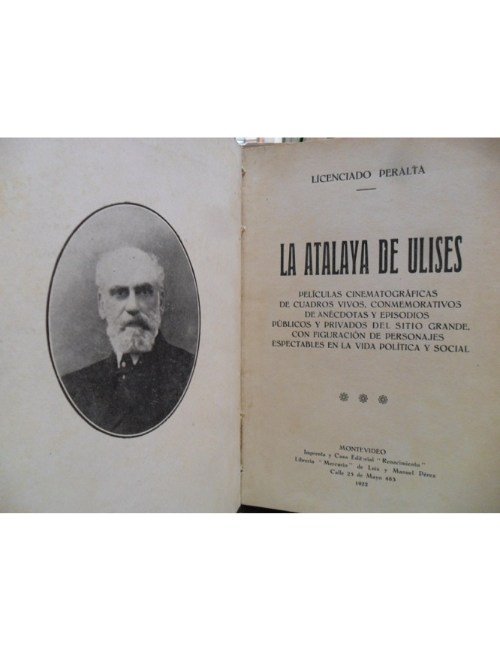 LICENCIADO PERALTA
LA ATALAYA DE ULISES
PELÍCULAS CINEMATOGRÁFICAS
DE CUADROS VIVOS, CONMEMORATIVOS
DE ANÉCDOTAS Y EPISODIOS
PÚBLICOS Y PRIVADOS DEL SITIO GRANDE,
CON FIGURACIÓN DE PERSONAJES
ESPECTABLES EN LA VIDA POLÍTICA Y SOCIAL
MONTEVIDEO
Imprenta y Casa Editorial "Renacimiento"
Librería "Mercurio" de Luis y Manuel Pérez
Calle 25 de Mayo 483
1922